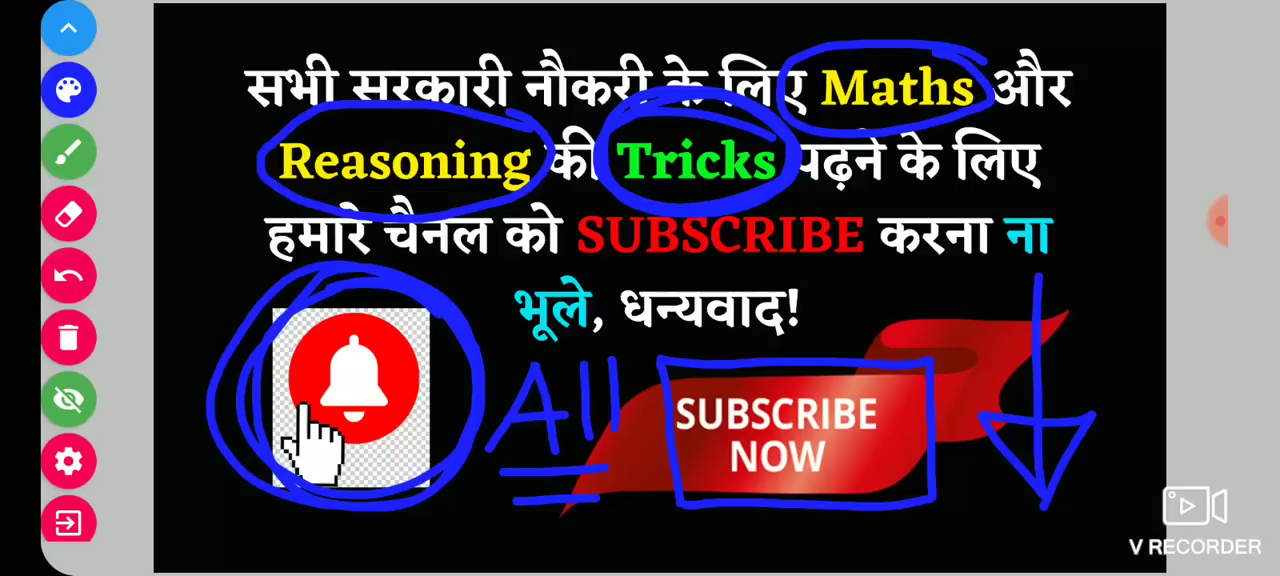 सभी सरकारी नौकरी के लिए Maths और
Reasoning की Tricks पढ़ने के लिए
हमारे चैनल को SUBSCRIBE करना ना
भूले, धन्यवाद!
All
SUBSCRIBE
NOW
V RECORDER